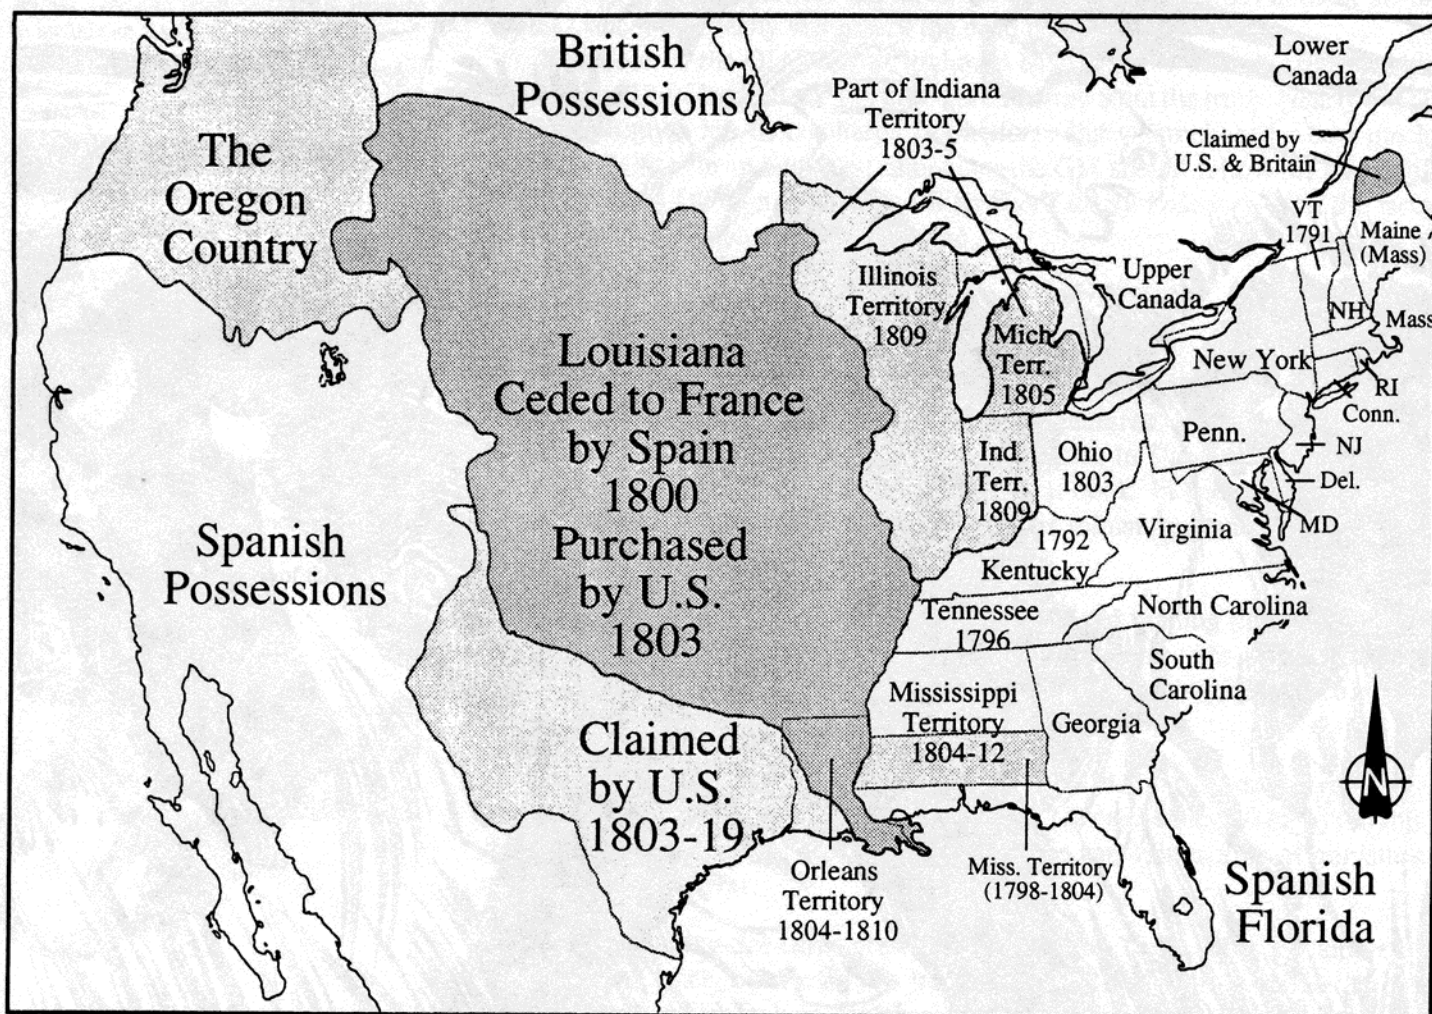 British
Possessions
Lower
Canada
Part of Indiana
Territory
1803-5
Claimed by
U.S. & Britain
The
Oregon
Country
VT
1791
Maine
(Mass)
Illinois
Territory
1809
Upper
Canada
NH
Mass
Mich
Terr.
1805
New York
RI
Conn.
Louisiana
Ceded to France
by Spain
1800
Purchased
by U.S.
1803
Penn.
NJ
Ind.
Terr.
1809
Ohio
1803
Del.
MD
Virginia
Spanish
Possessions
1792
Kentucky
Tennessee
1796
North Carolina
South
Carolina
Mississippi
Territory
1804-12
Georgia
Claimed
by U.S.
1803-19
N
Orleans
Territory
1804-1810
Miss. Territory
(1798-1804)
Spanish
Florida